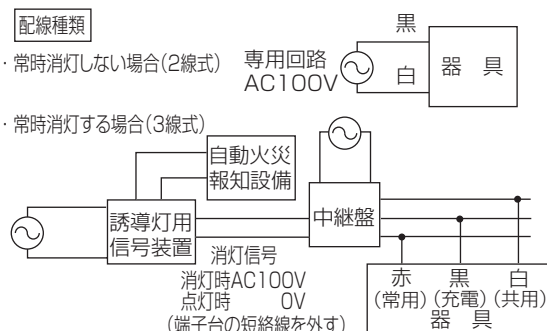 配線種類
・常時消灯しない場合(2線式)
専用回路
AC100V
黒
白
器 具
・常時消灯する場合(3線式)
自動火災
報知設備
誘導灯用
信号装置
中継盤
消灯信号
消灯時AC100V
点灯時 0V
(端子台の短絡線を外す)
赤 黒 白
(常用) (充電) (共用)
器 具